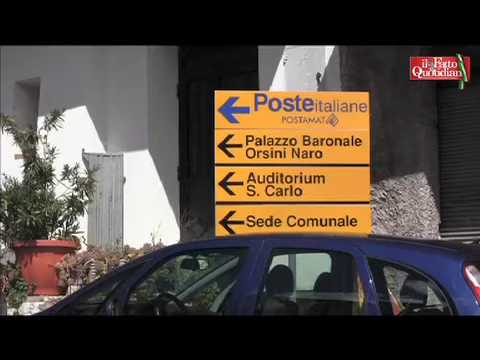 il Fatto
Quotidiano
Posteitaliane
POSTAMAT
Palazzo Baronale
Orsini Naro
Auditorium
S. Carlo
Sede Comunale